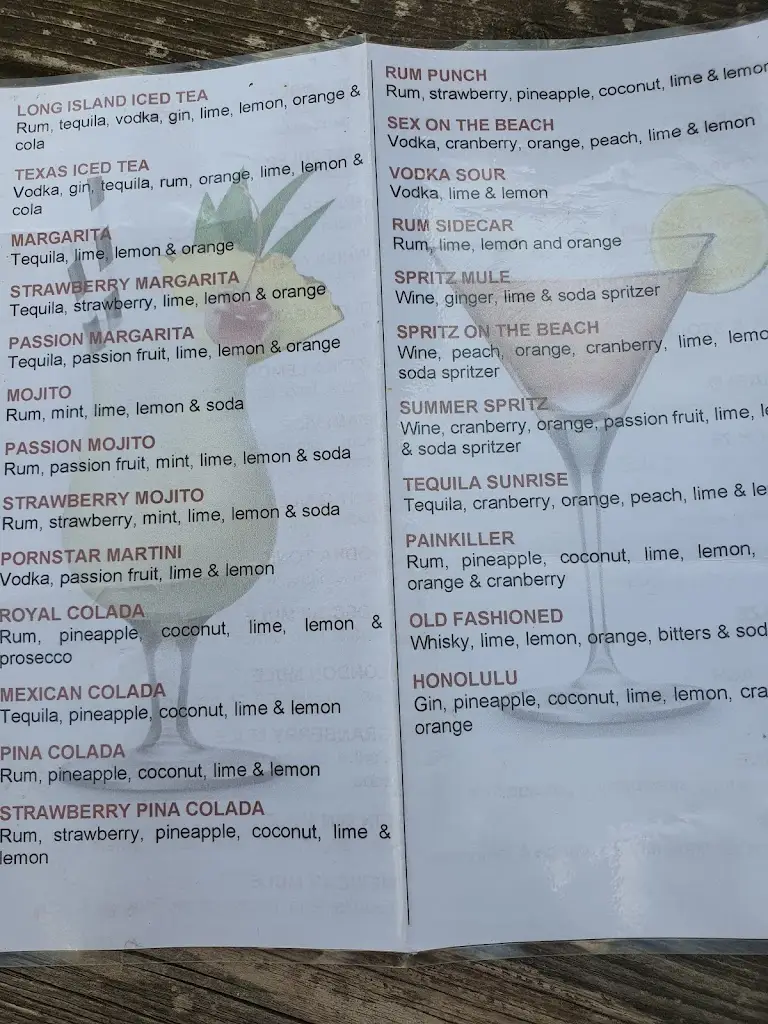 LONG ISLAND ICED TEA
Rum, tequila, vodka, gin, lime, lemon, orange &
cola
TEXAS ICED TEA
Vodka, gin, tequila, rum, orange, lime, lemon &
cola
MARGARITA
Tequila, lime, lemon & orange
STRAWBERRY MARGARITA
Tequila, strawberry, lime, lemon & orange
PASSION MARGARITA
Tequila, passion fruit, lime, lemon & orange
MOJITO
Rum, mint, lime, lemon & soda
PASSION MOJITO
Rum, passion fruit, mint, lime, lemon & soda
STRAWBERRY MOJITO
Rum, strawberry, mint, lime, lemon & soda
PORNSTAR MARTINI
Vodka, passion fruit, lime & lemon
ROYAL COLADA
Rum, pineapple, coconut, lime, lemon &
prosecco
MEXICAN COLADA
Tequila, pineapple, coconut, lime & lemon
PINA COLADA
Rum, pineapple, coconut, lime & lemon
STRAWBERRY PINA COLADA
Rum, strawberry, pineapple, coconut, lime &
lemon
RUM PUNCH
Rum, strawberry, pineapple, coconut, lime & lemon
SEX ON THE BEACH
Vodka, cranberry, orange, peach, lime & lemon
VODKA SOUR
Vodka, lime & lemon
RUM SIDECAR
Rum, lime, lemon and orange
SPRITZ MULE
Wine, ginger, lime & soda spritzer
SPRITZ ON THE BEACH
Wine, peach, orange, cranberry, lime,
soda spritzer
SUMMER SPRITZ
Wine, cranberry, orange, passion fruit, lime,
& soda spritzer
TEQUILA SUNRISE
Tequila, cranberry, orange, peach, lime &
PAINKILLER
Rum, pineapple, coconut, lime, lemon,
orange & cranberry
OLD FASHIONED
Whisky, lime, lemon, orange, bitters &
HONOLULU
Gin, pineapple, coconut, lime, lemon,
orange